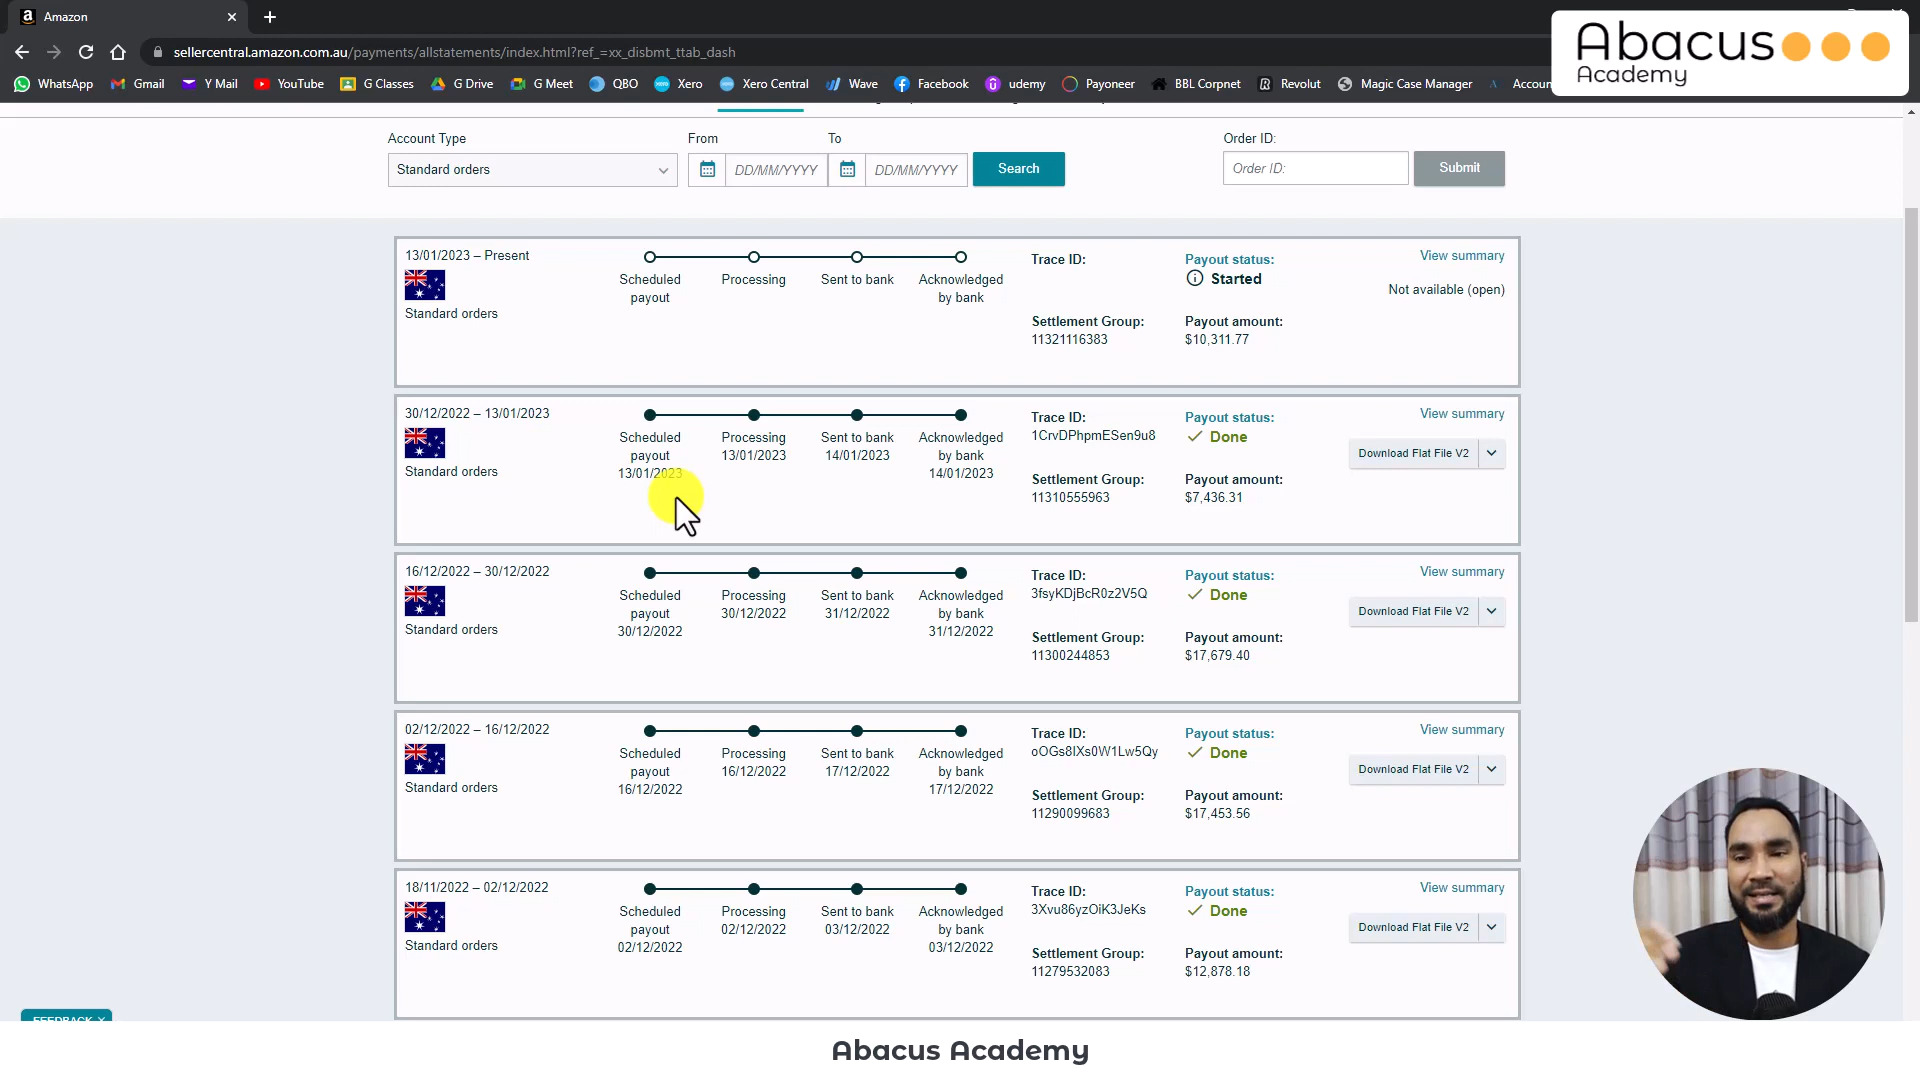 Amazon
sellercentral.amazon.com.au/payments/allstatements/index.html?ref_=xx_disbmt_ttab_dash
Abacus
Academy
WhatsApp Gmail Y Mail YouTube G Classes G Drive G Meet QBO Xero Xero Central Wave Facebook udemy Payoneer BBL Corpnet Revolut Magic Case Manager Accoun
Account Type From To Order ID:
Standard orders DD/MM/YYYY DD/MM/YYYY Search Order ID: Submit
13/01/2023 – Present
Standard orders
Scheduled payout
Processing
Sent to bank
Acknowledged by bank
Trace ID:
Settlement Group:
11321116383
Payout status:
Started
Payout amount:
$10,311.77
View summary
Not available (open)
30/12/2022 – 13/01/2023
Standard orders
Scheduled payout
13/01/2023
Processing
13/01/2023
Sent to bank
14/01/2023
Acknowledged by bank
14/01/2023
Trace ID:
1CrvDPhpmESen9u8
Settlement Group:
11310555963
Payout status:
Done
Payout amount:
$7,436.31
View summary
Download Flat File V2
16/12/2022 – 30/12/2022
Standard orders
Scheduled payout
30/12/2022
Processing
30/12/2022
Sent to bank
31/12/2022
Acknowledged by bank
31/12/2022
Trace ID:
3fsyKDjBcR0z2V5Q
Settlement Group:
11300244853
Payout status:
Done
Payout amount:
$17,679.40
View summary
Download Flat File V2
02/12/2022 – 16/12/2022
Standard orders
Scheduled payout
16/12/2022
Processing
16/12/2022
Sent to bank
17/12/2022
Acknowledged by bank
17/12/2022
Trace ID:
oOGs8IXs0W1Lw5Qy
Settlement Group:
11290099683
Payout status:
Done
Payout amount:
$17,453.56
View summary
Download Flat File V2
18/11/2022 – 02/12/2022
Standard orders
Scheduled payout
02/12/2022
Processing
02/12/2022
Sent to bank
03/12/2022
Acknowledged by bank
03/12/2022
Trace ID:
3Xvu86yzOiK3JeKs
Settlement Group:
11279532083
Payout status:
Done
Payout amount:
$12,878.18
View summary
Download Flat File V2
FEEDBACK
Abacus Academy